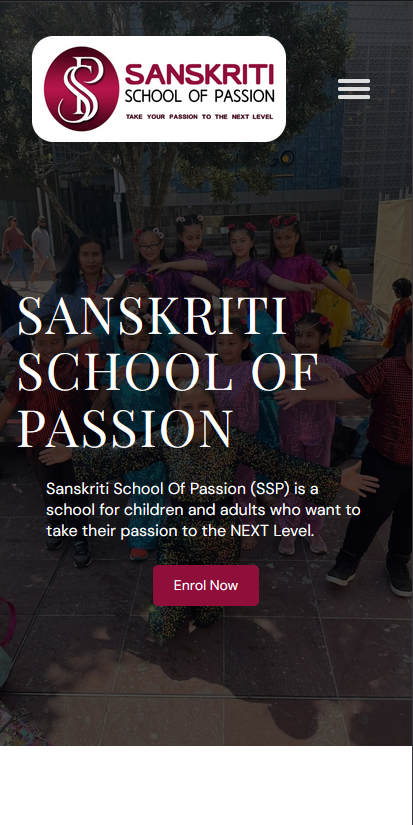 SANSKRITI
SCHOOL OF PASSION
TAKE YOUR PASSION TO THE NEXT LEVEL
SANSKRITI
SCHOOL OF
PASSION
Sanskriti School Of Passion (SSP) is a
school for children and adults who want to
take their passion to the NEXT Level.
Enrol Now